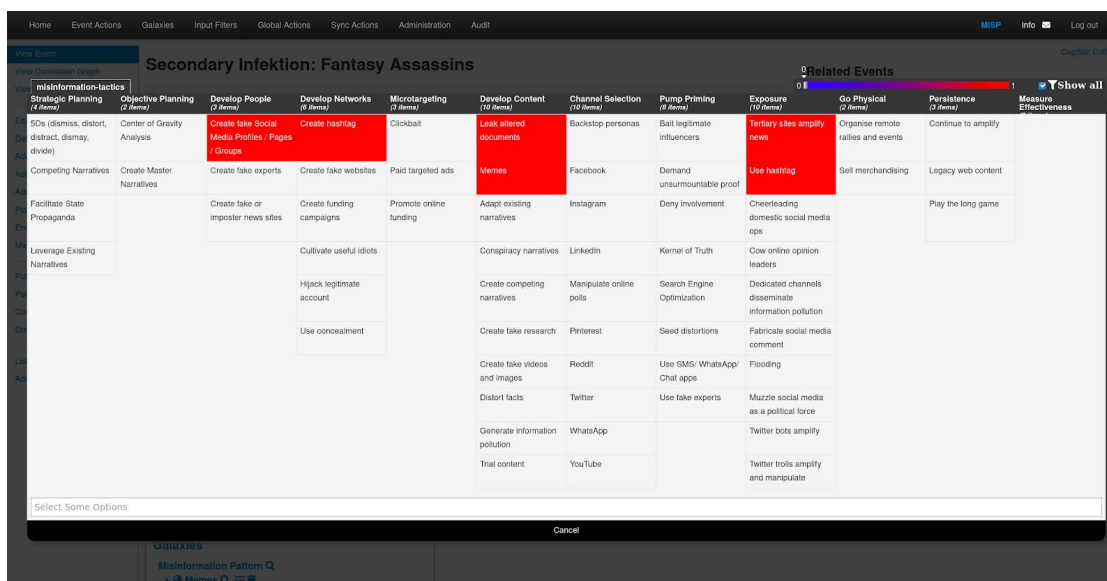 Home Event Actions Galaxies Input Filters Global Actions Sync Actions Administration Audit MISP Info Log out
View Event
CogSec Coll
View Correlation Graph
Secondary Infektion: Fantasy Assassins
Related Events
0
misinformation-tactics
0 1 Show all
Strategic Planning
(4 items)
5Ds (dismiss, distort,
distract, dismay,
divide)
Competing Narratives
Facilitate State
Propaganda
Leverage Existing
Narratives
Objective Planning
(2 items)
Center of Gravity
Analysis
Create Master
Narratives
Develop People
(3 items)
Create fake Social
Media Profiles / Pages
/ Groups
Create fake experts
Create fake or
imposter news sites
Develop Networks
(6 items)
Create hashtag
Create fake websites
Create funding
campaigns
Cultivate useful idiots
Hijack legitimate
account
Use concealment
Microtargeting
(3 items)
Clickbait
Paid targeted ads
Promote online
funding
Develop Content
(10 items)
Leak altered
documents
Memes
Adapt existing
narratives
Conspiracy narratives
Create competing
narratives
Create fake research
Create fake videos
and images
Distort facts
Generate information
pollution
Trial content
Channel Selection
(10 items)
Backstop personas
Facebook
Instagram
LinkedIn
Manipulate online
polls
Pinterest
Reddit
Twitter
WhatsApp
YouTube
Pump Priming
(8 items)
Bait legitimate
influencers
Demand
unsurmountable proof
Deny involvement
Kernel of Truth
Search Engine
Optimization
Seed distortions
Use SMS/ WhatsApp/
Chat apps
Use fake experts
Exposure
(10 items)
Tertiary sites amplify
news
Use hashtag
Cheerleading
domestic social media
ops
Cow online opinion
leaders
Dedicated channels
disseminate
information pollution
Fabricate social media
comment
Flooding
Muzzle social media
as a political force
Twitter bots amplify
Twitter trolls amplify
and manipulate
Go Physical
(2 items)
Organise remote
rallies and events
Sell merchandising
Persistence
(3 items)
Continue to amplify
Legacy web content
Play the long game
Measure
Effectiveness
Select Some Options
Cancel
Galaxies
Misinformation Pattern
Memes